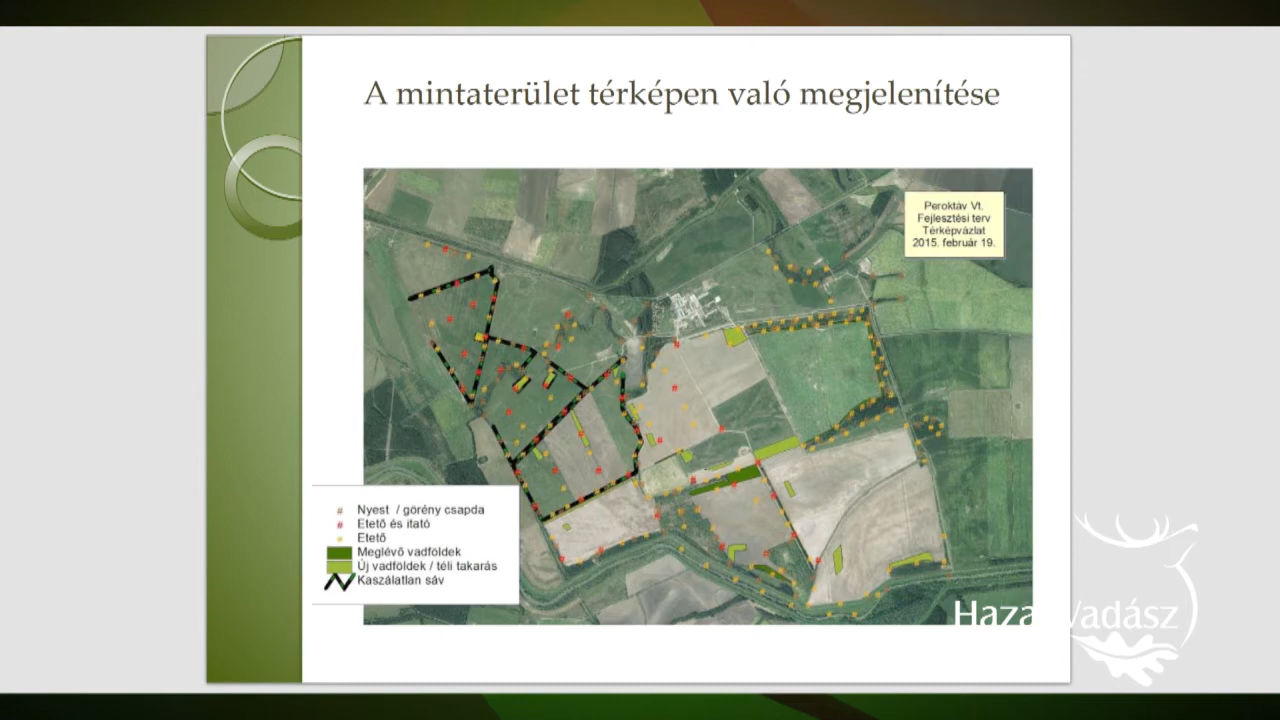 A mintaterület térképen való megjelenítése
Peroktáv Vt.
Fejlesztési terv
Térképvázlat
2015. február 19.
Nyest / görény csapda
Etető és itató
Etető
Meglévő vadföldek
Új vadföldek / téli takarás
Kaszálatlan sáv